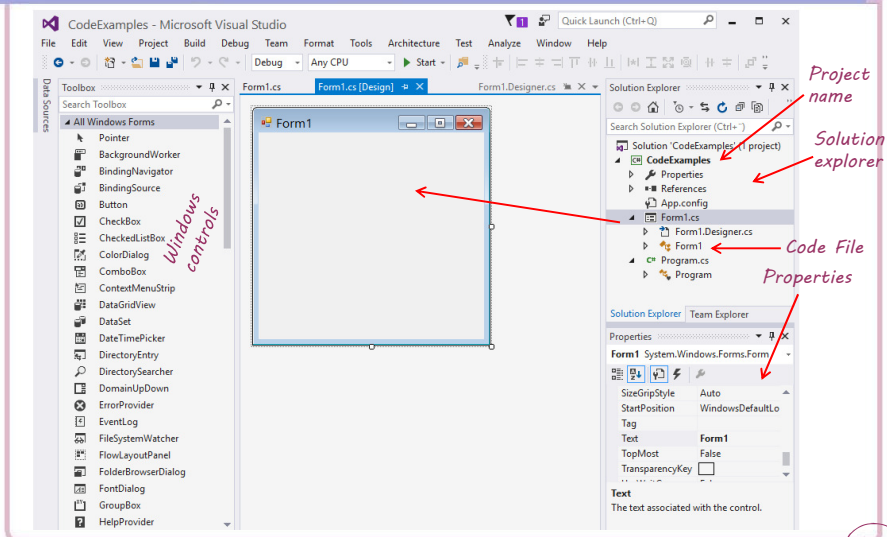 CodeExamples - Microsoft Visual Studio
1
Quick Launch (Ctrl+Q)
File Edit View Project Build Debug Team Format Tools Architecture Test Analyze Window Help
Debug Any CPU Start
Data Sources
Toolbox
Search Toolbox
All Windows Forms
Pointer
BackgroundWorker
BindingNavigator
BindingSource
Button
CheckBox
CheckedListBox
ColorDialog
ComboBox
ContextMenuStrip
DataGridView
DataSet
DateTimePicker
DirectoryEntry
DirectorySearcher
DomainUpDown
ErrorProvider
EventLog
FileSystemWatcher
FlowLayoutPanel
FolderBrowserDialog
FontDialog
GroupBox
HelpProvider
Windows
controls
Form1.cs Form1.cs [Design] Form1.Designer.cs
Form1
Solution Explorer
Search Solution Explorer (Ctrl+¨)
Solution 'CodeExamples' (1 project)
CodeExamples
Properties
References
App.config
Form1.cs
Form1.Designer.cs
Form1
Program.cs
Program
Solution Explorer Team Explorer
Project
name
Solution
explorer
Code File
Properties
Properties
Form1 System.Windows.Forms.Form
SizeGripStyle Auto
StartPosition WindowsDefaultLo
Tag
Text Form1
TopMost False
TransparencyKey
Text
The text associated with the control.